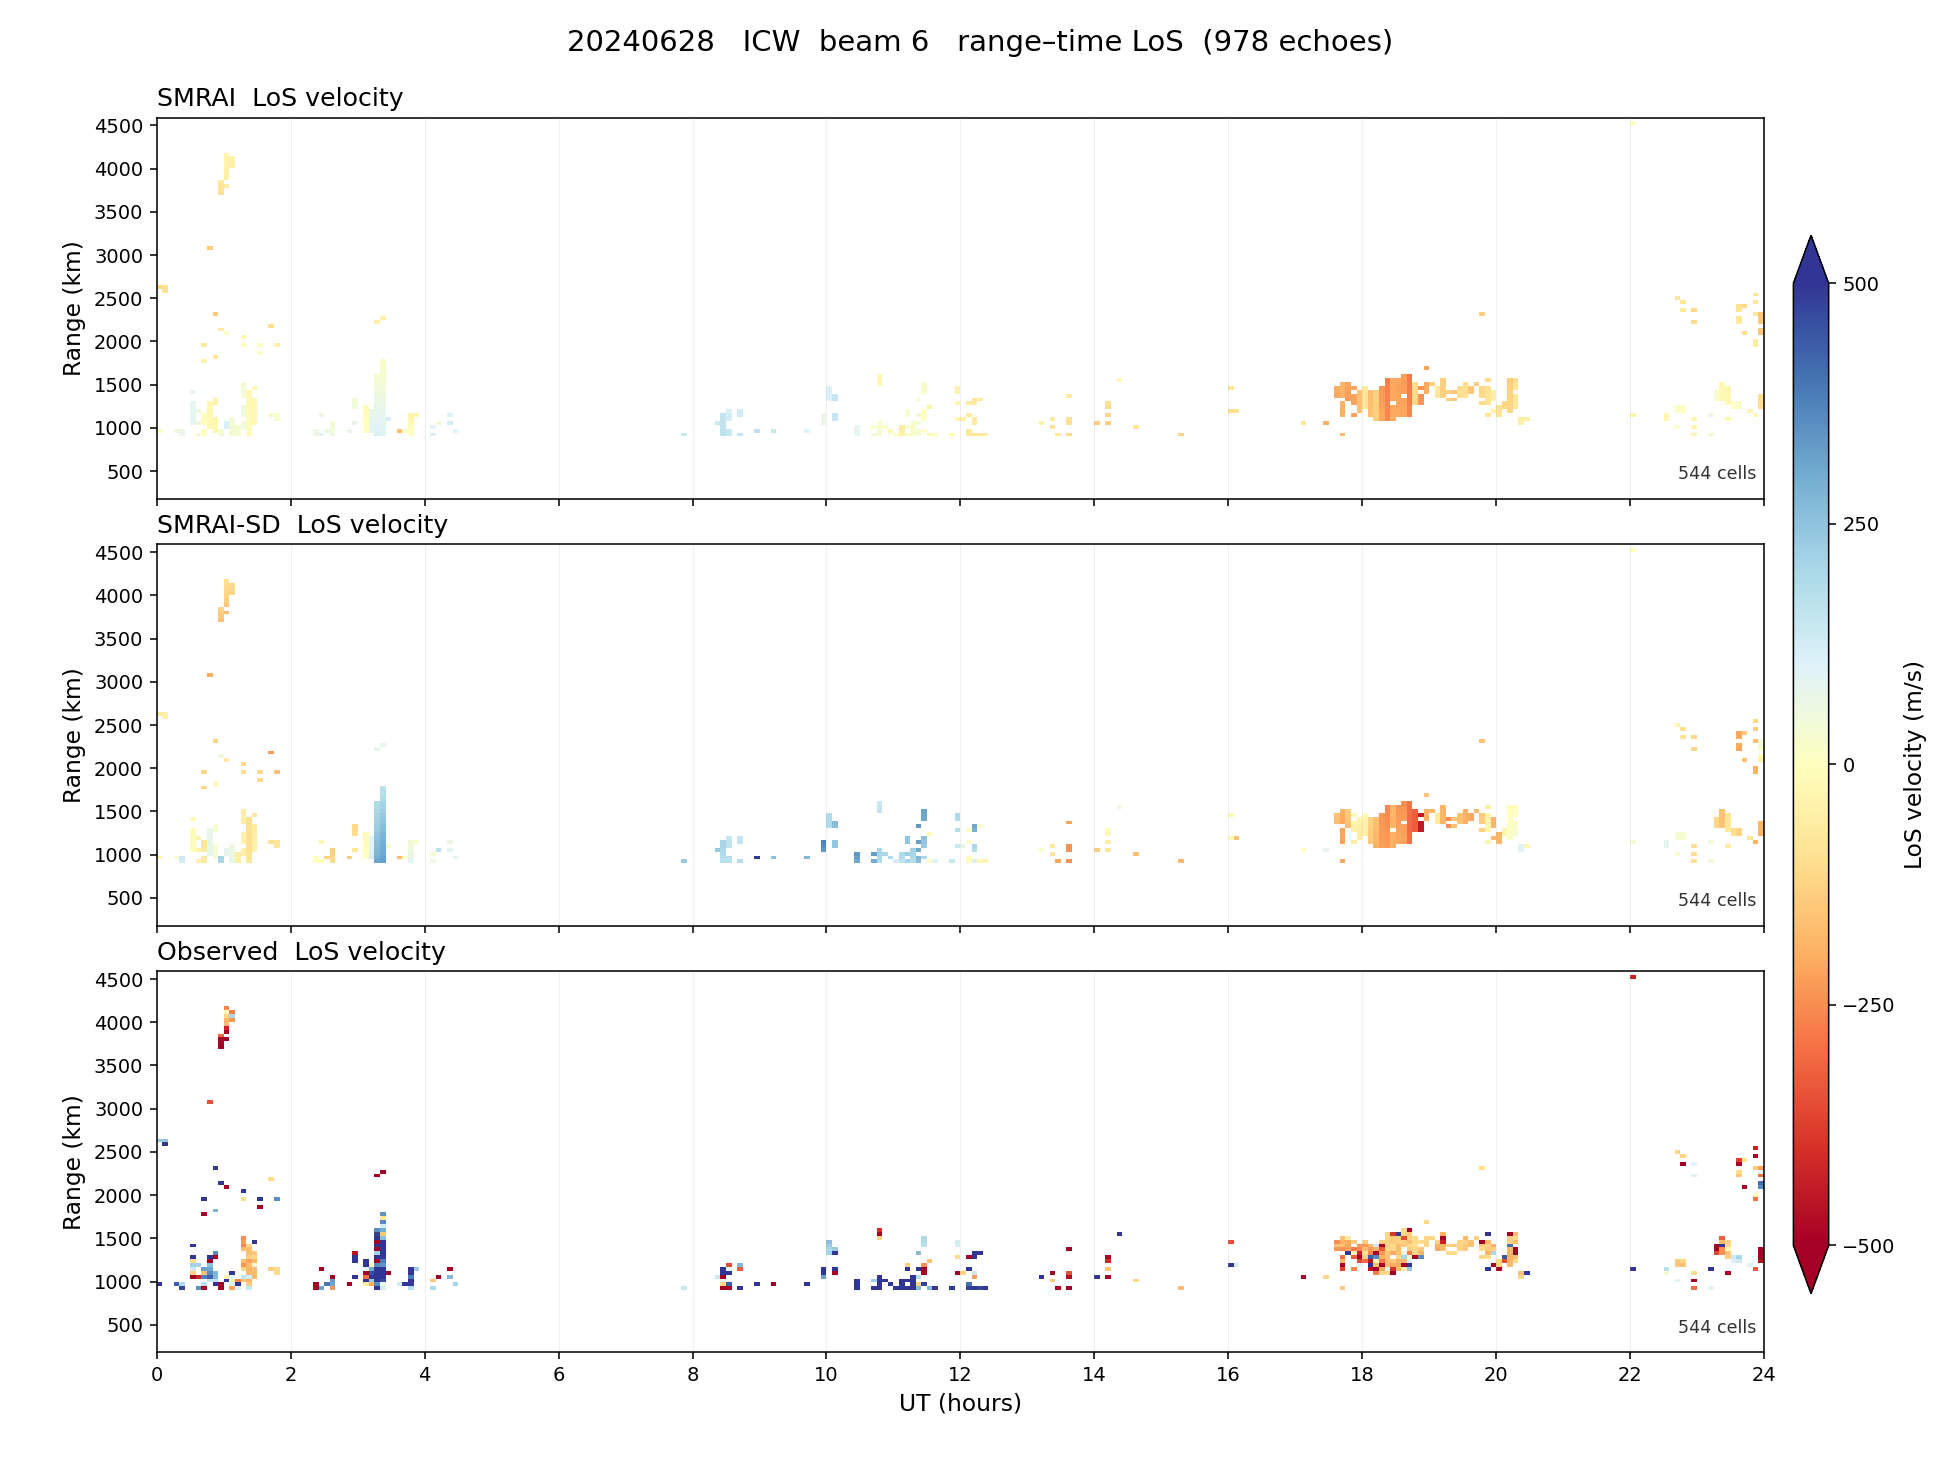 20240628   ICW  beam 6   range–time LoS  (978 echoes)
SMRAI  LoS velocity
4500
4000
3500
3000
2500
2000
1500
1000
500
Range (km)
544 cells
SMRAI-SD  LoS velocity
4500
4000
3500
3000
2500
2000
1500
1000
500
Range (km)
544 cells
Observed  LoS velocity
4500
4000
3500
3000
2500
2000
1500
1000
500
Range (km)
544 cells
0 2 4 6 8 10 12 14 16 18 20 22 24
UT (hours)
500
250
0
−250
−500
LoS velocity (m/s)